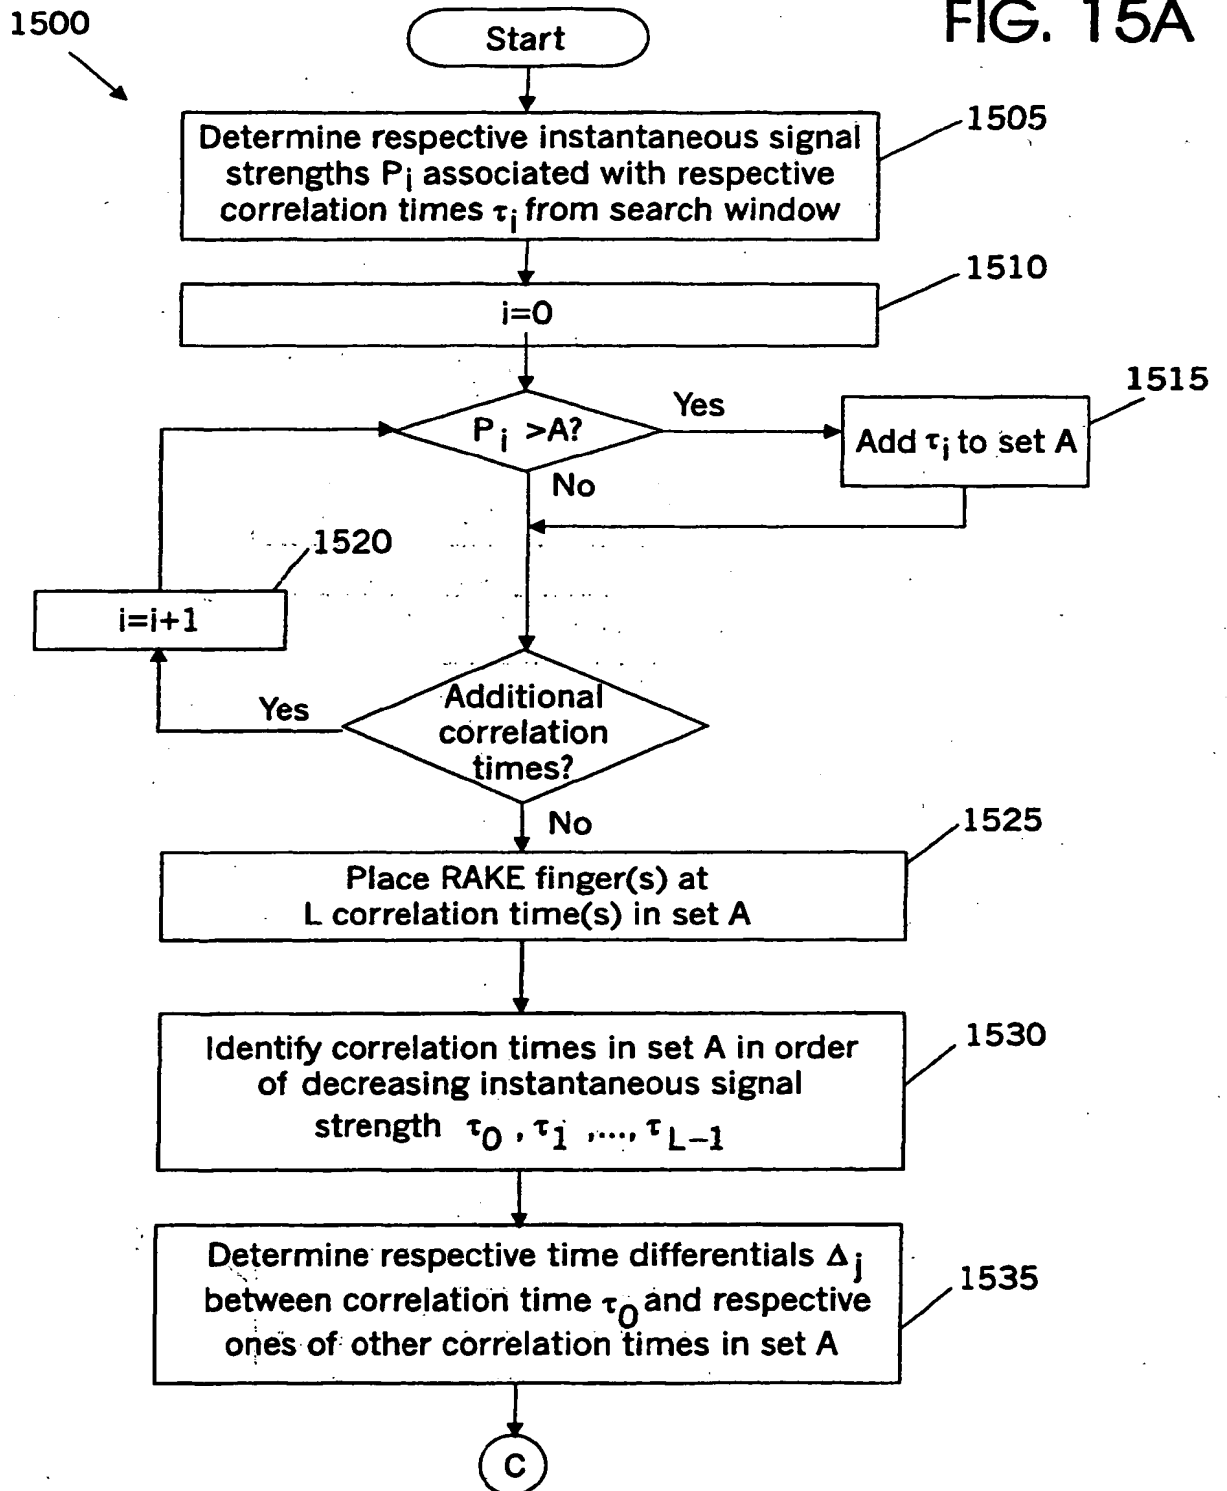 1500
FIG. 15A
Start
Determine respective instantaneous signal
strengths Pi associated with respective
correlation times τi from search window
1505
i=0
1510
Pi >A?
Yes
Add τi to set A
1515
No
i=i+1
1520
Additional
correlation
times?
Yes
No
Place RAKE finger(s) at
L correlation time(s) in set A
1525
Identify correlation times in set A in order
of decreasing instantaneous signal
strength τ0 , τ1 ,..., τL-1
1530
Determine respective time differentials Δj
between correlation time τ0 and respective
ones of other correlation times in set A
1535
C